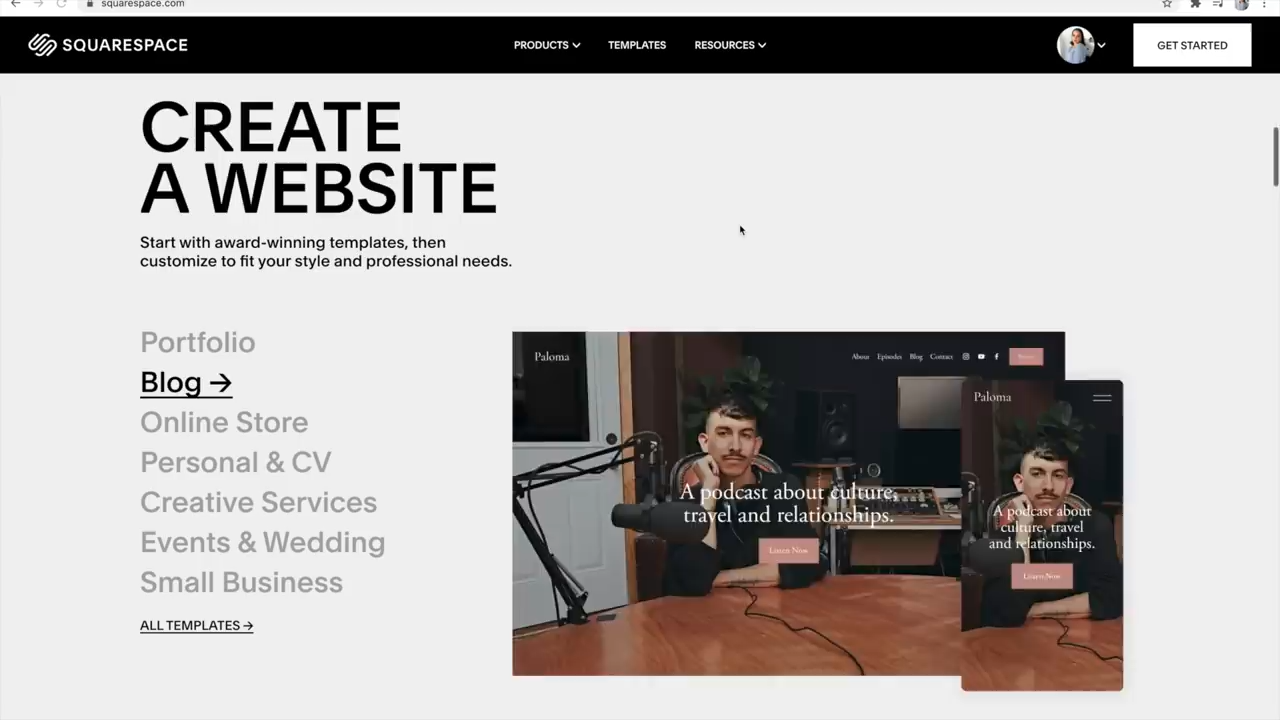 squarespace.com
SQUARESPACE
PRODUCTS
TEMPLATES
RESOURCES
GET STARTED
CREATE
A WEBSITE
Start with award-winning templates, then
customize to fit your style and professional needs.
Portfolio
Blog →
Online Store
Personal & CV
Creative Services
Events & Wedding
Small Business
ALL TEMPLATES →
Paloma
About
Episodes
Blog
Contact
A podcast about culture,
travel and relationships.
Listen Now
Paloma
A podcast about
culture, travel
and relationships.
Listen Now